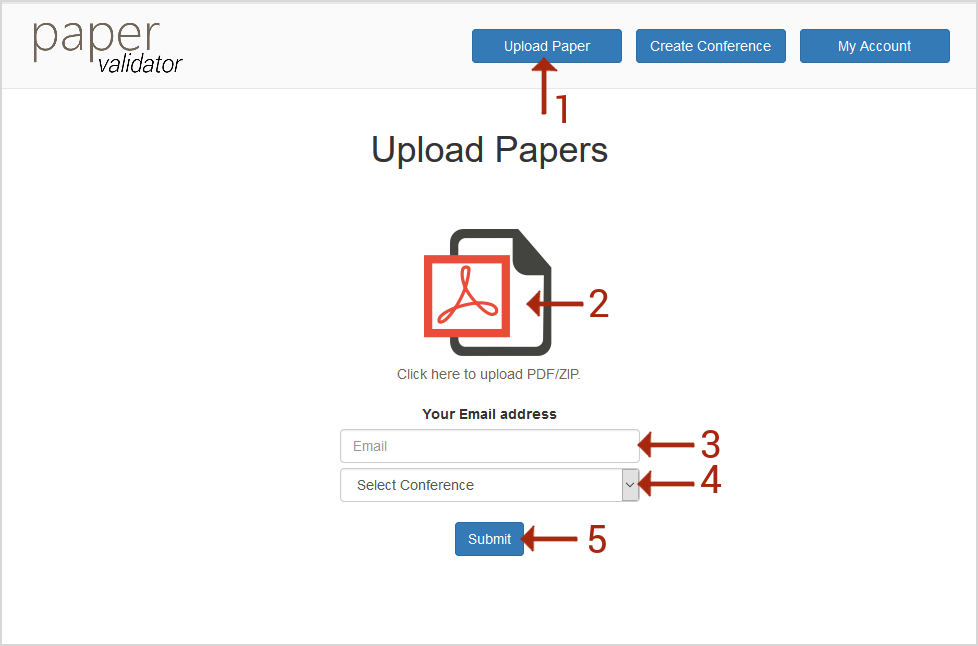 paper
validator
Upload Paper
Create Conference
My Account
1
Upload Papers
2
Click here to upload PDF/ZIP.
Your Email address
Email
3
Select Conference
4
Submit
5